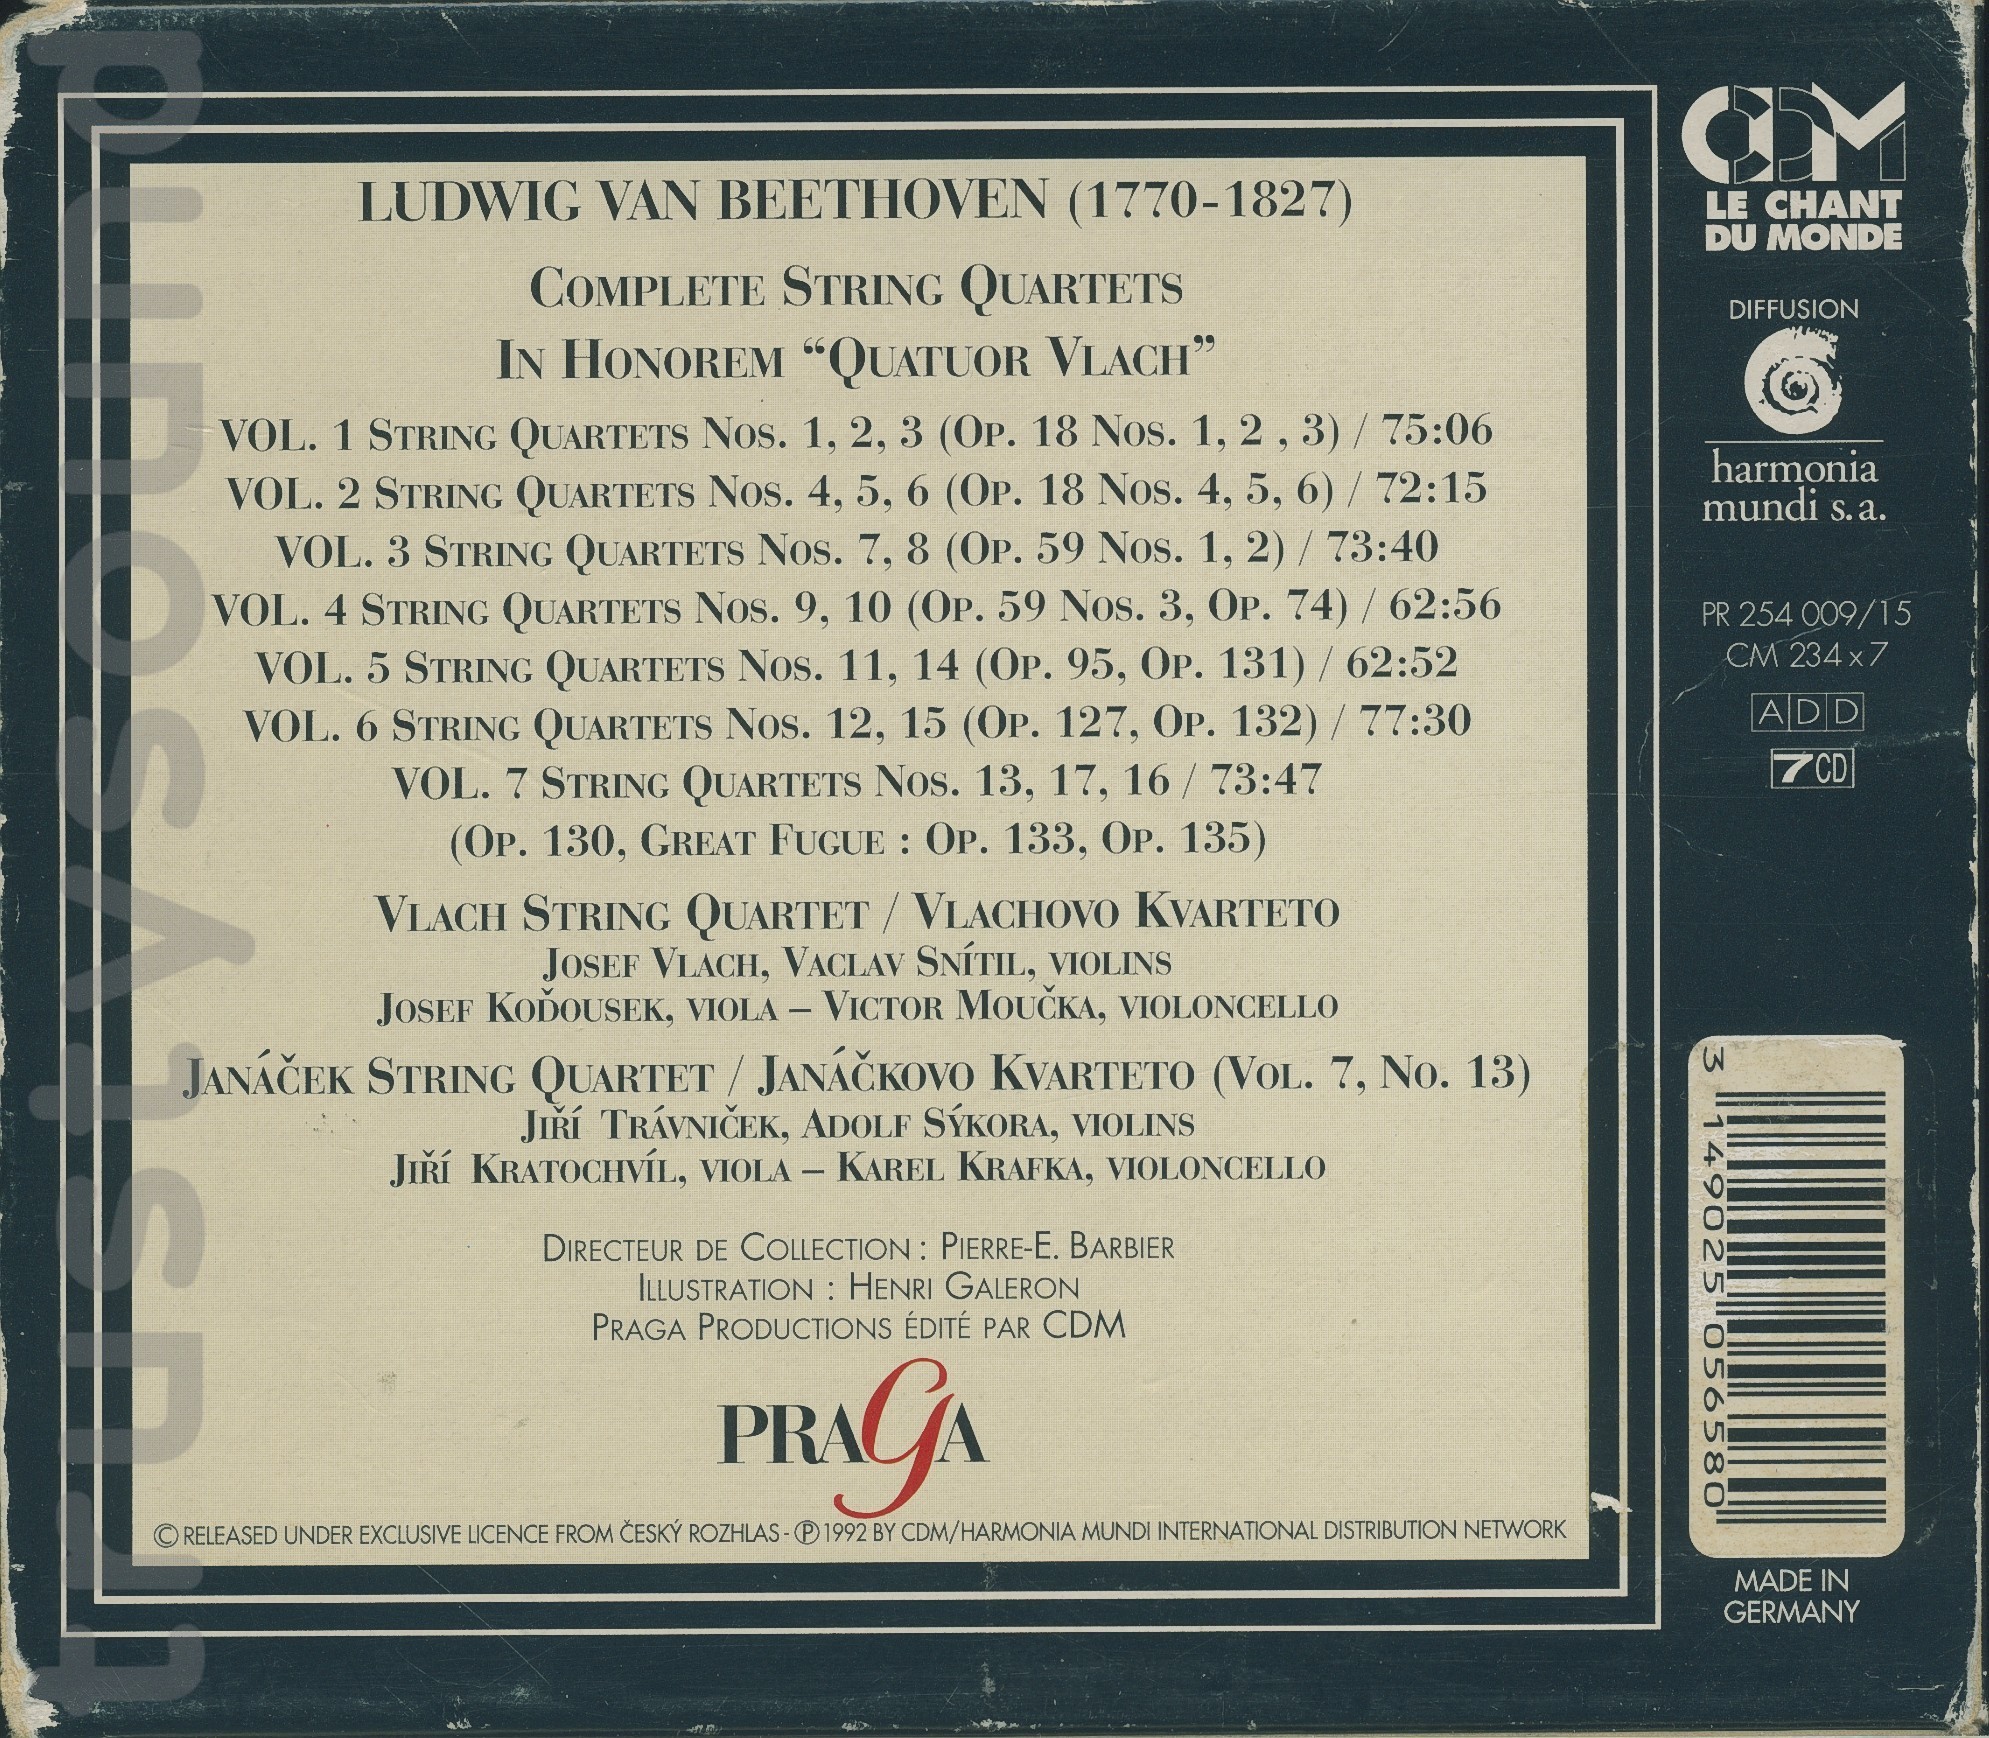 LUDWIG VAN BEETHOVEN (1770-1827)
COMPLETE STRING QUARTETS
IN HONOREM “QUATUOR VLACH”
VOL. 1 STRING QUARTETS NOS. 1, 2, 3 (OP. 18 NOS. 1, 2 , 3) / 75:06
VOL. 2 STRING QUARTETS NOS. 4, 5, 6 (OP. 18 NOS. 4, 5, 6) / 72:15
VOL. 3 STRING QUARTETS NOS. 7, 8 (OP. 59 NOS. 1, 2) / 73:40
VOL. 4 STRING QUARTETS NOS. 9, 10 (OP. 59 NOS. 3, OP. 74) / 62:56
VOL. 5 STRING QUARTETS NOS. 11, 14 (OP. 95, OP. 131) / 62:52
VOL. 6 STRING QUARTETS NOS. 12, 15 (OP. 127, OP. 132) / 77:30
VOL. 7 STRING QUARTETS NOS. 13, 17, 16 / 73:47
(OP. 130, GREAT FUGUE : OP. 133, OP. 135)
VLACH STRING QUARTET / VLACHOVO KVARTETO
JOSEF VLACH, VACLAV SNÍTIL, VIOLINS
JOSEF KOĎOUSEK, VIOLA – VICTOR MOUČKA, VIOLONCELLO
JANÁČEK STRING QUARTET / JANÁČKOVO KVARTETO (VOL. 7, NO. 13)
JIŘÍ TRÁVNIČEK, ADOLF SÝKORA, VIOLINS
JIŘÍ KRATOCHVÍL, VIOLA – KAREL KRAFKA, VIOLONCELLO
DIRECTEUR DE COLLECTION : PIERRE-E. BARBIER
ILLUSTRATION : HENRI GALERON
PRAGA PRODUCTIONS ÉDITÉ PAR CDM
PRAGA
© RELEASED UNDER EXCLUSIVE LICENCE FROM ČESKÝ ROZHLAS - ℗ 1992 BY CDM/HARMONIA MUNDI INTERNATIONAL DISTRIBUTION NETWORK
CDM
LE CHANT
DU MONDE
DIFFUSION
harmonia
mundi s.a.
PR 254 009/15
CM 234 x 7
A D D
7 CD
3 149025 056580
MADE IN
GERMANY
trustysound